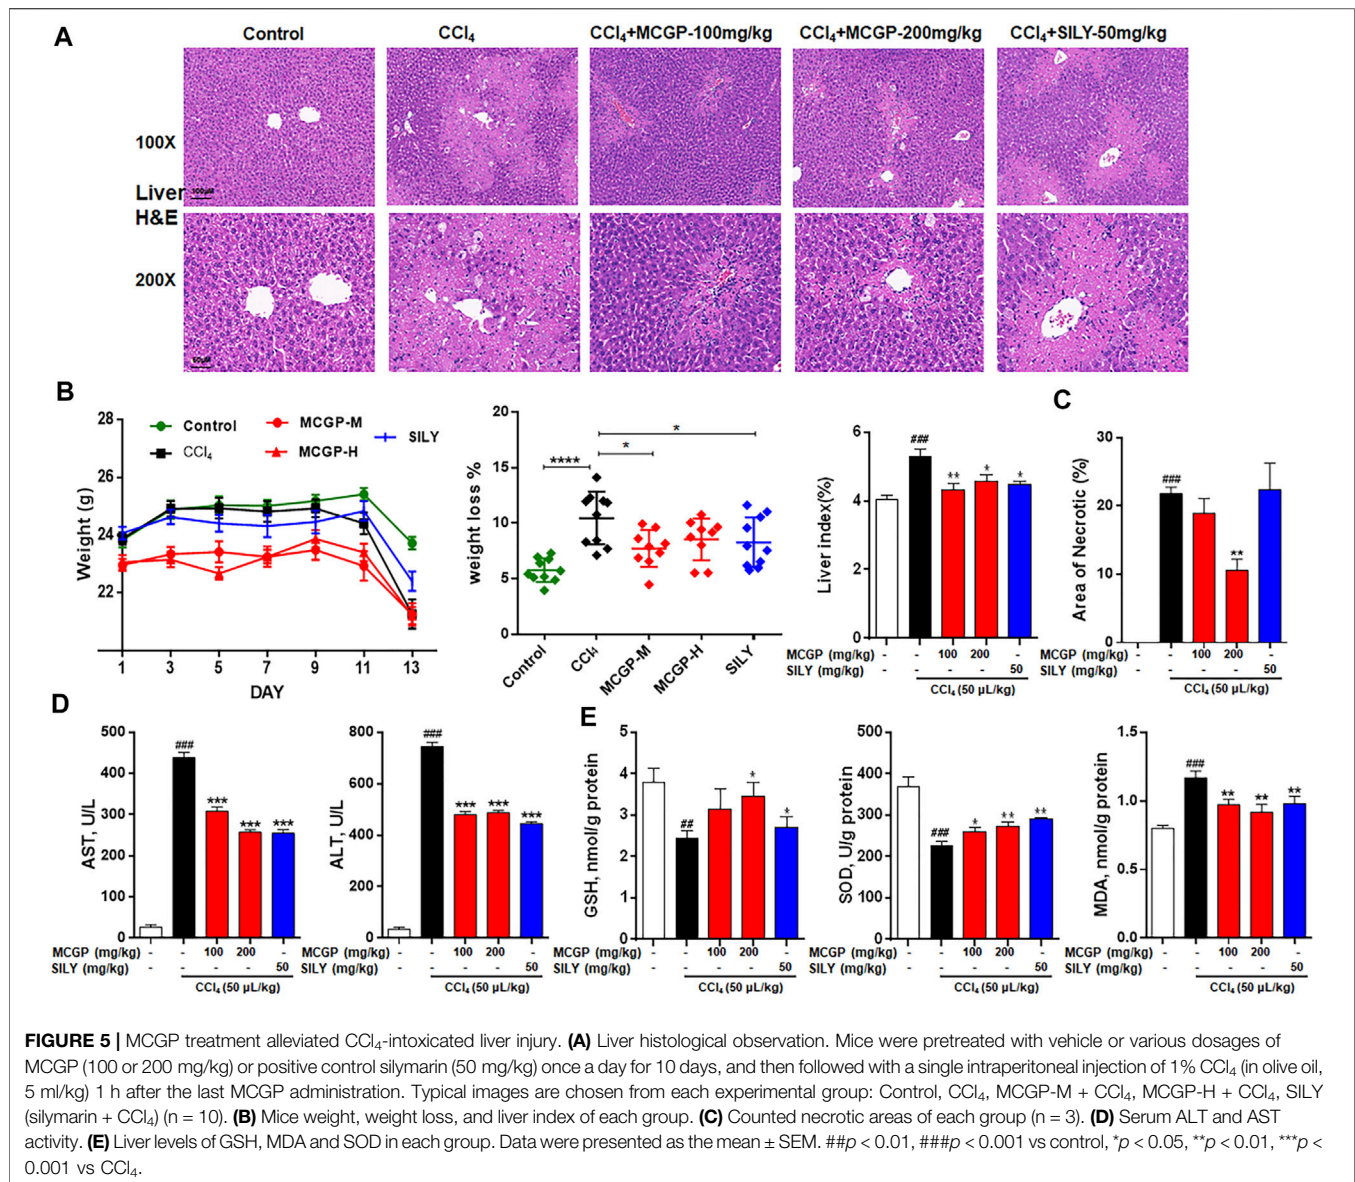 A
Control
CCl₄
CCl₄+MCGP-100mg/kg
CCl₄+MCGP-200mg/kg
CCl₄+SILY-50mg/kg
100X
Liver
H&E
200X
100μM
50μM
B
Weight (g)
28
26
24
22
1 3 5 7 9 11 13
DAY
Control
CCl₄
MCGP-M
MCGP-H
SILY
weight loss %
20
15
10
5
0
****
*
*
Control
CCl₄
MCGP-M
MCGP-H
SILY
Liver index(%)
6
4
2
0
###
**
*
*
MCGP (mg/kg) - - 100 200 -
SILY (mg/kg) - - - - 50
CCl₄ (50 μL/kg)
C
Area of Necrotic (%)
30
20
10
0
###
**
MCGP (mg/kg) - - 100 200 -
SILY (mg/kg) - - - - 50
CCl₄ (50 μL/kg)
D
AST, U/L
500
400
300
200
100
0
###
***
***
***
MCGP (mg/kg) - - 100 200 -
SILY (mg/kg) - - - - 50
CCl₄ (50 μL/kg)
ALT, U/L
800
600
400
200
0
###
***
***
***
MCGP (mg/kg) - - 100 200 -
SILY (mg/kg) - - - - 50
CCl₄ (50 μL/kg)
E
GSH, nmol/g protein
5
4
3
2
1
0
##
*
*
MCGP (mg/kg) - - 100 200 -
SILY (mg/kg) - - - - 50
CCl₄ (50 μL/kg)
SOD, U/g protein
500
400
300
200
100
0
###
*
**
**
MCGP (mg/kg) - - 100 200 -
SILY (mg/kg) - - - - 50
CCl₄ (50 μL/kg)
MDA, nmol/g protein
1.5
1.0
0.5
0.0
###
**
**
**
MCGP (mg/kg) - - 100 200 -
SILY (mg/kg) - - - - 50
CCl₄ (50 μL/kg)
FIGURE 5 | MCGP treatment alleviated CCl₄-intoxicated liver injury. (A) Liver histological observation. Mice were pretreated with vehicle or various dosages of
MCGP (100 or 200 mg/kg) or positive control silymarin (50 mg/kg) once a day for 10 days, and then followed with a single intraperitoneal injection of 1% CCl₄ (in olive oil,
5 ml/kg) 1 h after the last MCGP administration. Typical images are chosen from each experimental group: Control, CCl₄, MCGP-M + CCl₄, MCGP-H + CCl₄, SILY
(silymarin + CCl₄) (n = 10). (B) Mice weight, weight loss, and liver index of each group. (C) Counted necrotic areas of each group (n = 3). (D) Serum ALT and AST
activity. (E) Liver levels of GSH, MDA and SOD in each group. Data were presented as the mean ± SEM. ##p < 0.01, ###p < 0.001 vs control, *p < 0.05, **p < 0.01, ***p <
0.001 vs CCl₄.